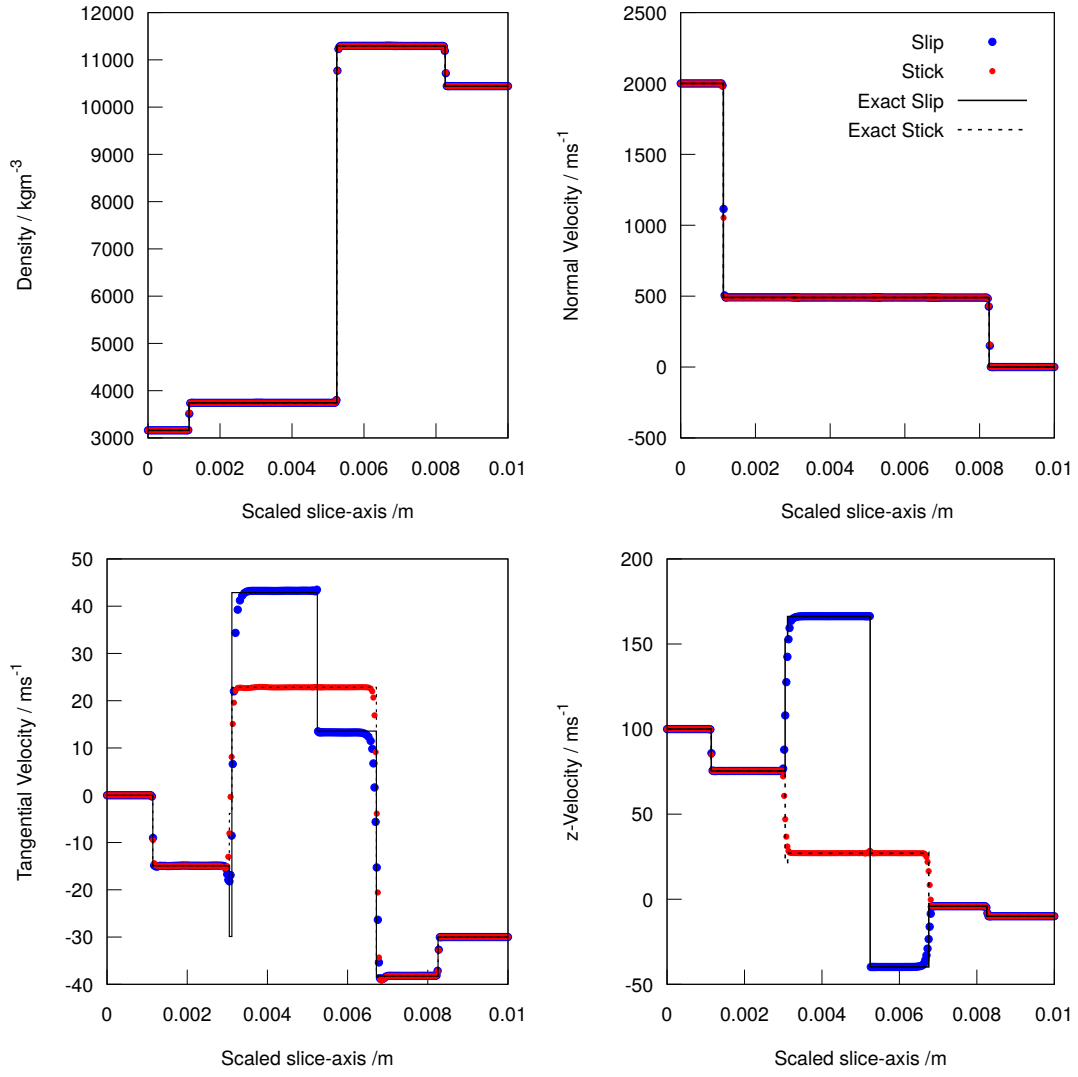 Density / kgm-3
12000
11000
10000
9000
8000
7000
6000
5000
4000
3000
0 0.002 0.004 0.006 0.008 0.01
Scaled slice-axis /m
Normal Velocity / ms-1
2500
2000
1500
1000
500
0
-500
0 0.002 0.004 0.006 0.008 0.01
Scaled slice-axis /m
Slip
Stick
Exact Slip
Exact Stick
Tangential Velocity / ms-1
50
40
30
20
10
0
-10
-20
-30
-40
0 0.002 0.004 0.006 0.008 0.01
Scaled slice-axis /m
z-Velocity / ms-1
200
150
100
50
0
-50
0 0.002 0.004 0.006 0.008 0.01
Scaled slice-axis /m